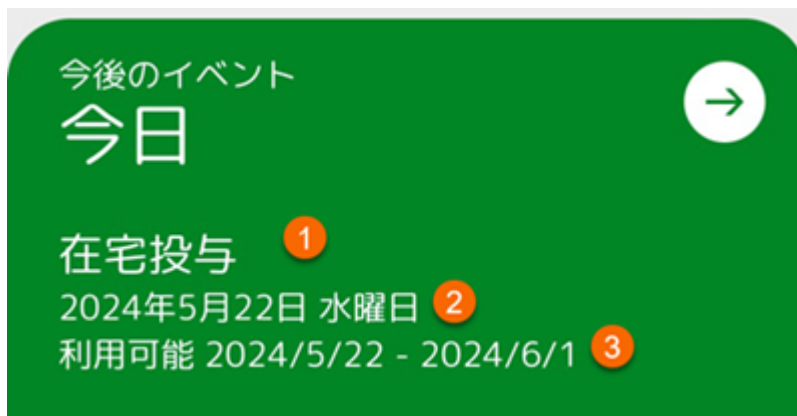 今後のイベント
今日
在宅投与 1
2024年5月22日 水曜日 2
利用可能 2024/5/22 - 2024/6/1 3